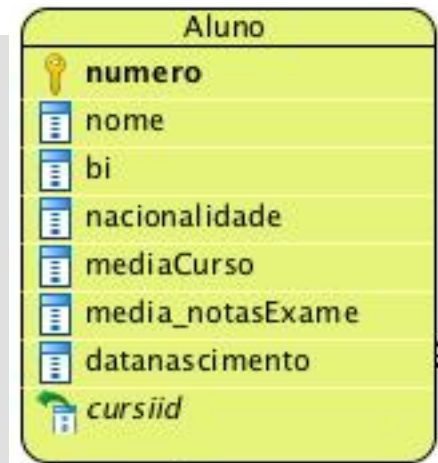 Aluno
numero
nome
bi
nacionalidade
mediaCurso
media_notasExame
datanascimento
cursiid